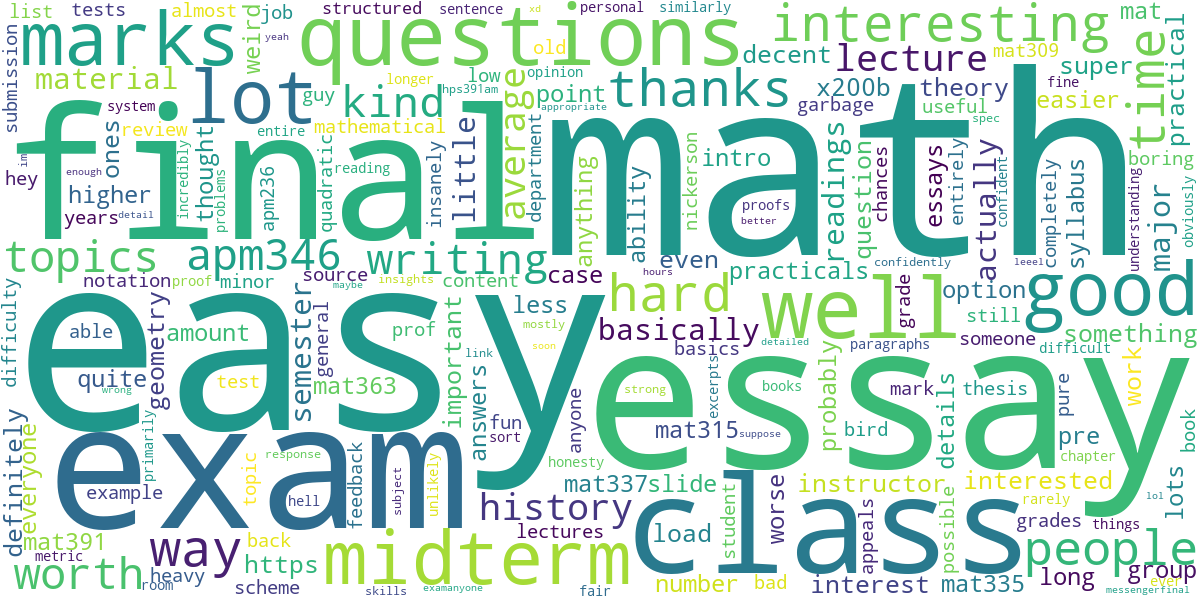 list tests almost job structured sentence xd personal similarly
yeah
marks weird questions interesting mat practical
submission old decent lecture mat309
material guy low opinion super
system lot kind longer hps391am point thanks x200b theory fine time
review entire mathematical appropriate garbage useful easier
final math
hey im ones thought incredibly problems apm236 quadratic reading insanely little average department anything ability nickerson intro proofs better readings question chances essays entirely actually spec confident completely syllabus understanding major boring obviously
enough higher
years detail
topics apm346 writing case even practicals confidently leeel
notation proof minor source maybe insights content hours option good
difficulty easy able wrong geometry amount quite semester general prof important less mostly soon hard well grade still something
test mat363 link answers basically detailed paragraphs someone difficult
basics
essay
fun sort anyone strong excerpts books probably mark thesis pure work
definitely everyone primarily exam topic response feedback subject unlikely honesty mat315 suppose bird details pre chapter book
example hell
mat391 history mat337 slide class instructor interested lots
metric way back lectures load student worse appeals possible rarely grades things lol
worth room heavy https midterm number bad interest mat335 people long group ever
scheme skills examanyone fair messengerfinal